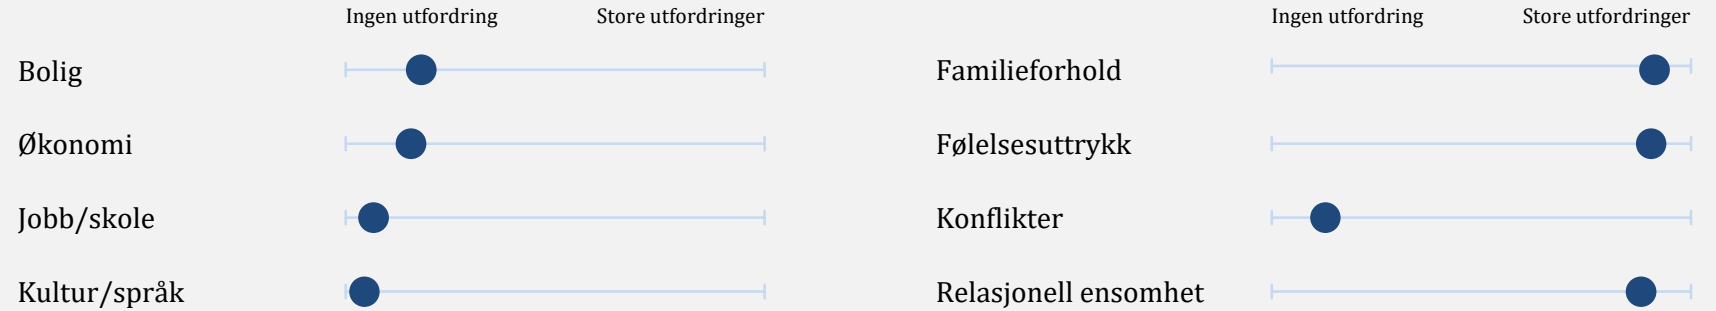 Ingen utfordring Store utfordringer
Bolig
Økonomi
Jobb/skole
Kultur/språk
Ingen utfordring Store utfordringer
Familieforhold
Følelsesuttrykk
Konflikter
Relasjonell ensomhet